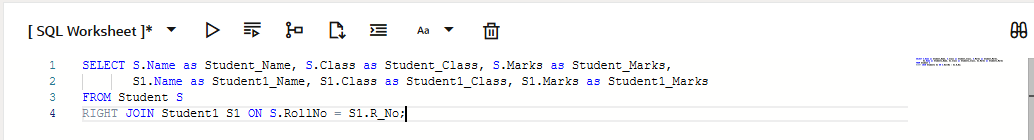 [ SQL Worksheet ]* Aa
1 SELECT S.Name as Student_Name, S.Class as Student_Class, S.Marks as Student_Marks,
2 S1.Name as Student1_Name, S1.Class as Student1_Class, S1.Marks as Student1_Marks
3 FROM Student S
4 RIGHT JOIN Student1 S1 ON S.RollNo = S1.R_No;